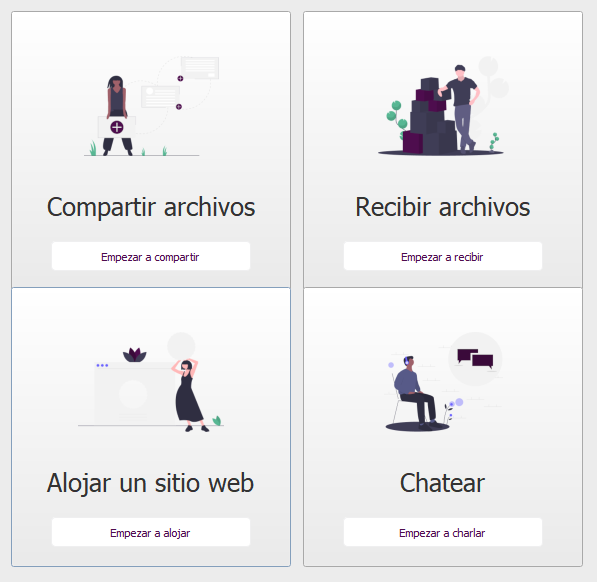 Compartir archivos
Empezar a compartir
Recibir archivos
Empezar a recibir
Alojar un sitio web
Empezar a alojar
Chatear
Empezar a charlar